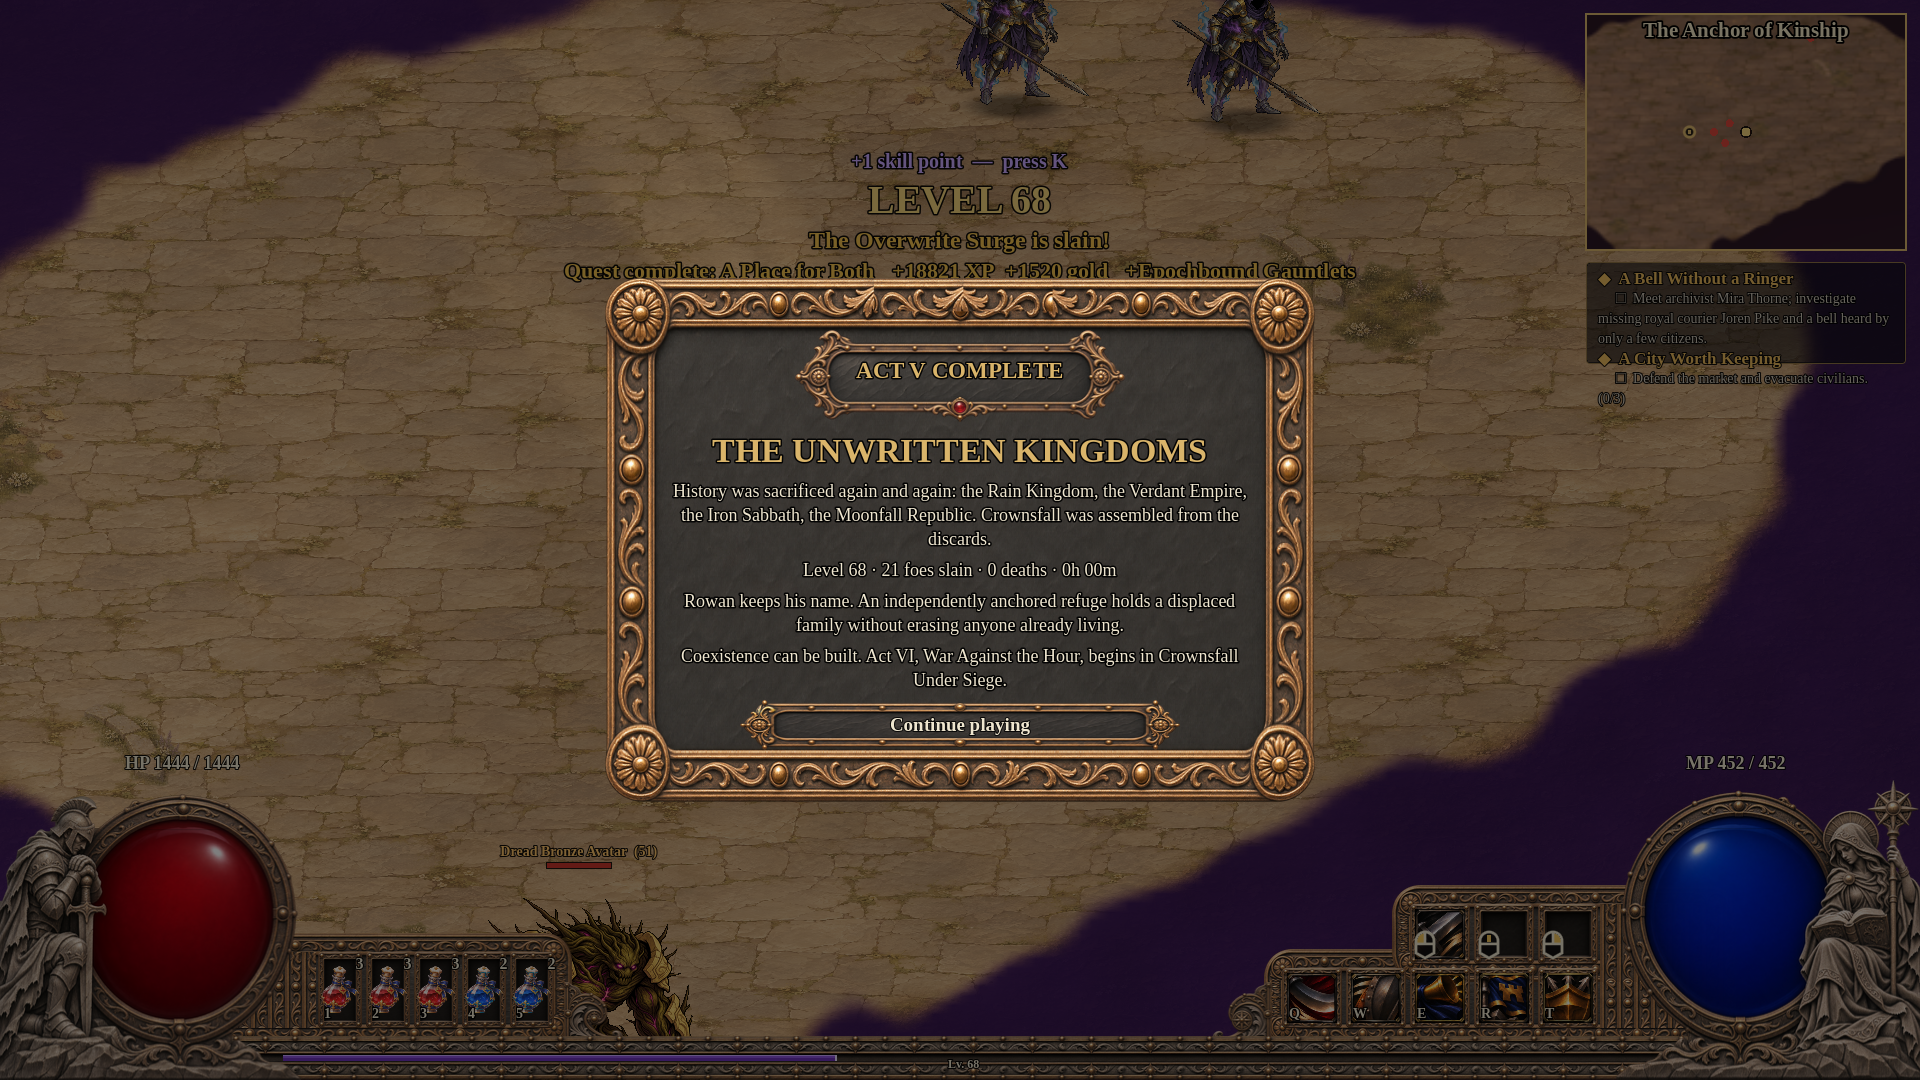 The Anchor of Kinship
+1 skill point — press K
LEVEL 68
The Overwrite Surge is slain!
Quest complete: A Place for Both +18821 XP +1520 gold +Epochbound Gauntlets
◆ A Bell Without a Ringer
Meet archivist Mira Thorne; investigate
missing royal courier Joren Pike and a bell heard by
only a few citizens.
◆ A City Worth Keeping
Defend the market and evacuate civilians.
(0/3)
ACT V COMPLETE
THE UNWRITTEN KINGDOMS
History was sacrificed again and again: the Rain Kingdom, the Verdant Empire,
the Iron Sabbath, the Moonfall Republic. Crownsfall was assembled from the
discards.
Level 68 · 21 foes slain · 0 deaths · 0h 00m
Rowan keeps his name. An independently anchored refuge holds a displaced
family without erasing anyone already living.
Coexistence can be built. Act VI, War Against the Hour, begins in Crownsfall
Under Siege.
Continue playing
HP 1444 / 1444
MP 452 / 452
Dread Bronze Avatar (51)
3 3 3 2 2
1 2 3 4 5
Q W E R T
Lv. 68